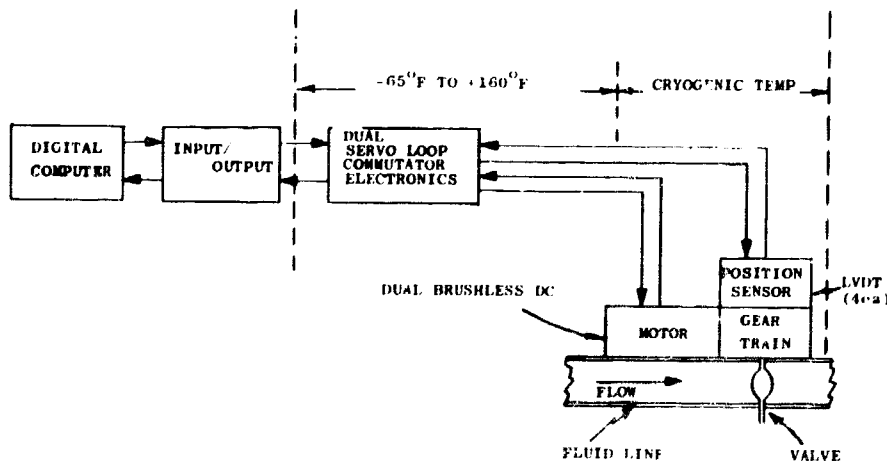 -65°F TO +160°F
CRYOGENIC TEMP
DIGITAL
COMPUTER
INPUT/
OUTPUT
DUAL
SERVO LOOP
COMMUTATOR
ELECTRONICS
POSITION
SENSOR
LVDT
(4ea)
DUAL BRUSHLESS DC
MOTOR
GEAR
TRAIN
FLOW
FLUID LINE
VALVE